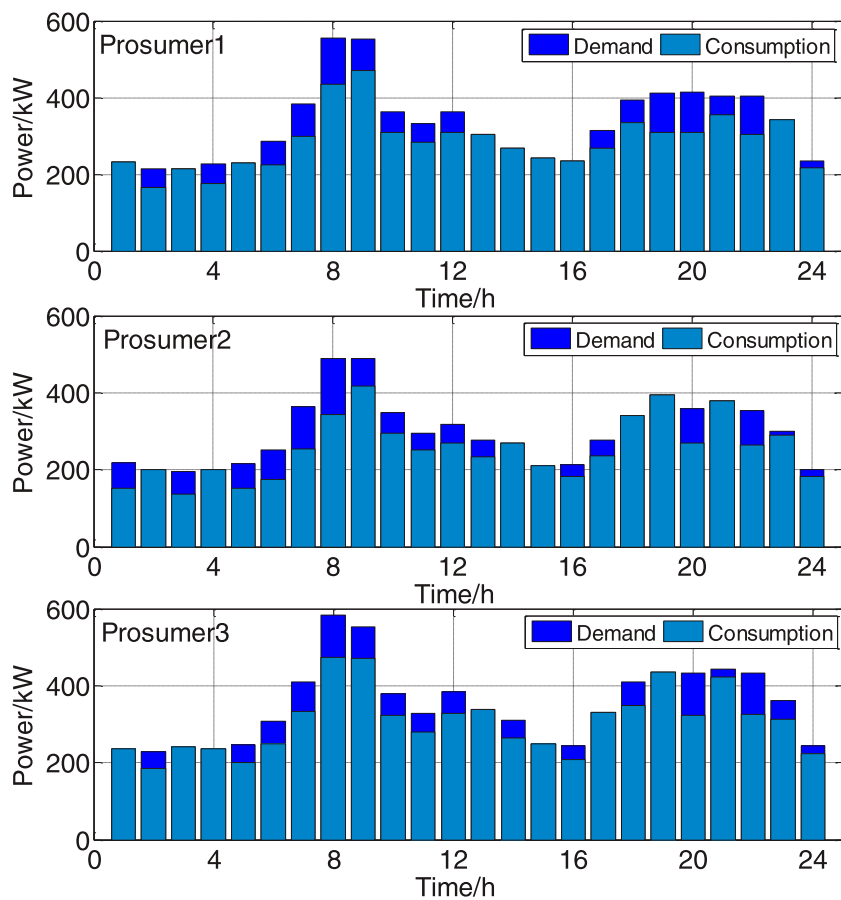 600
Prosumer1
Demand Consumption
400
200
0
Power/kW
0 4 8 12 16 20 24
Time/h
600
Prosumer2
Demand Consumption
400
200
0
Power/kW
0 4 8 12 16 20 24
Time/h
600
Prosumer3
Demand Consumption
400
200
0
Power/kW
0 4 8 12 16 20 24
Time/h